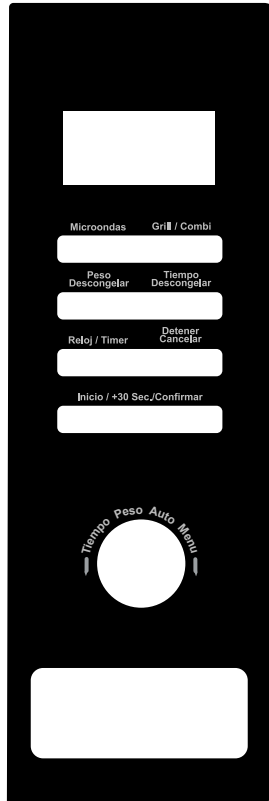 Microondas Grill / Combi
Peso Tiempo
Descongelar Descongelar
Reloj / Timer Detener
Cancelar
Inicio / +30 Sec./Confirmar
Tiempo Peso Auto Menu